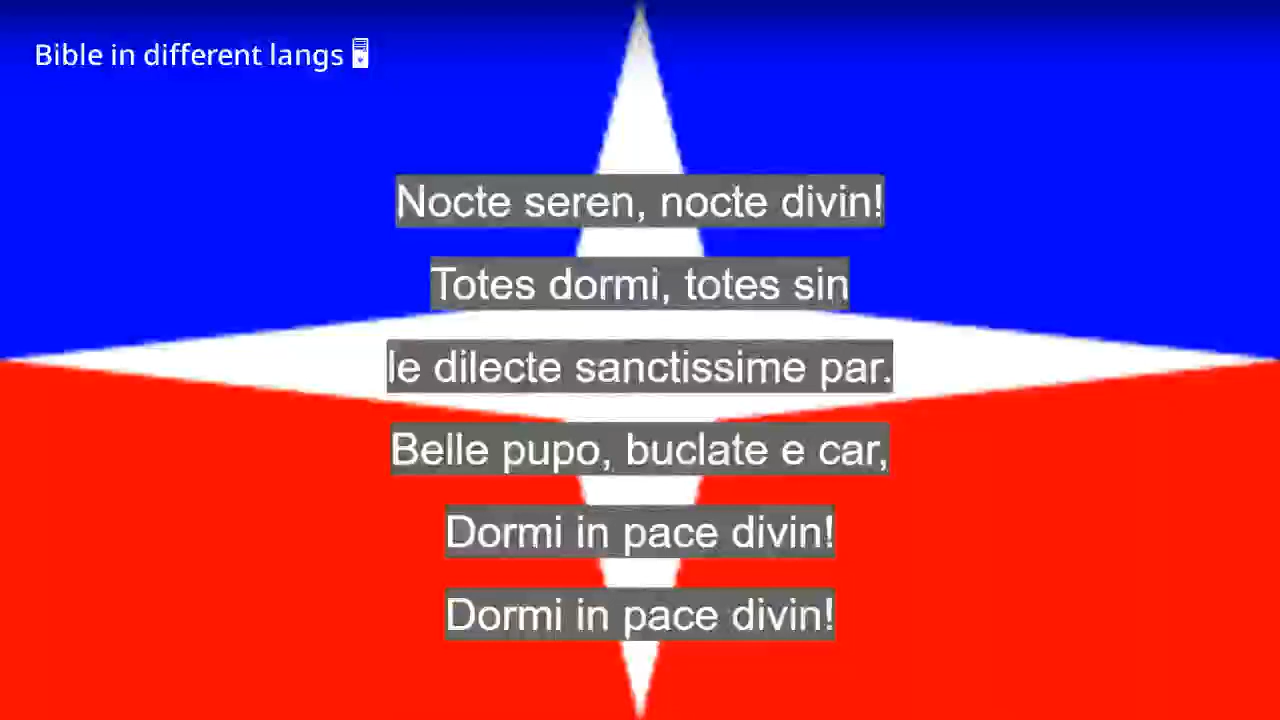 Bible in different langs 🖥
Nocte seren, nocte divin!
Totes dormi, totes sin
le dilecte sanctissime par.
Belle pupo, buclate e car,
Dormi in pace divin!
Dormi in pace divin!